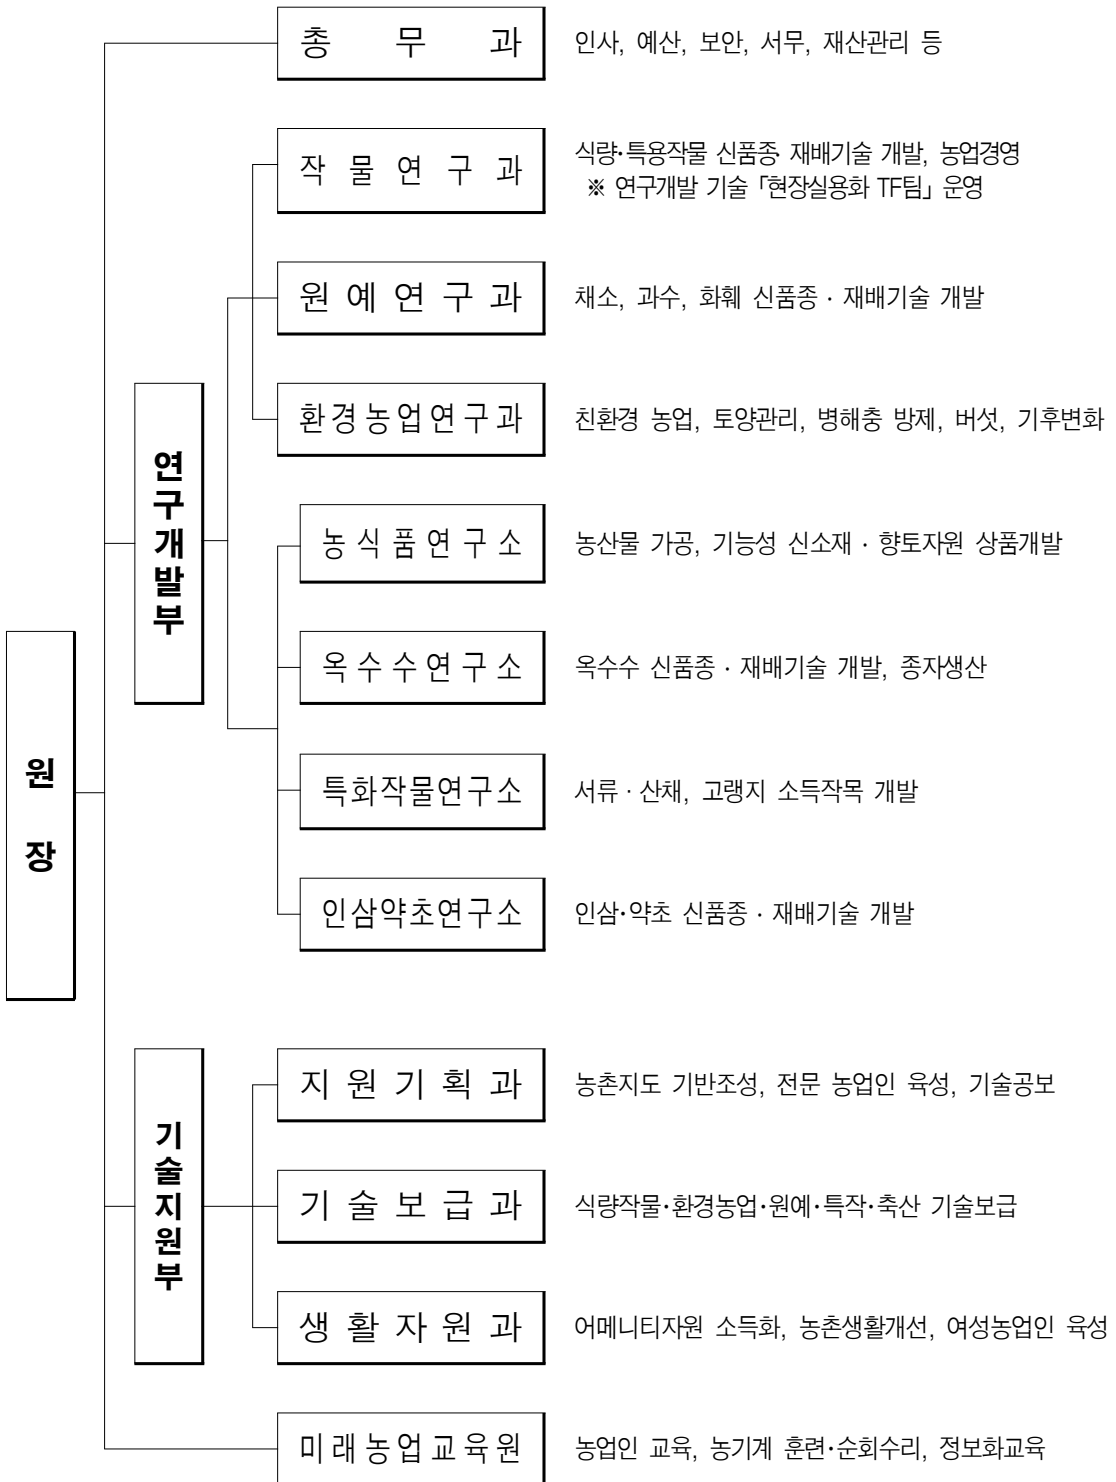 총 무 과 인사, 예산, 보안, 서무, 재산관리 등
작 물 연 구 과 식량·특용작물 신품종· 재배기술 개발, 농업경영
※ 연구개발 기술 「현장실용화 TF팀」 운영
원 예 연 구 과 채소, 과수, 화훼 신품종 · 재배기술 개발
환경농업연구과 친환경 농업, 토양관리, 병해충 방제, 버섯, 기후변화
연구개발부
농 식 품 연 구 소 농산물 가공, 기능성 신소재 · 향토자원 상품개발
옥 수 수 연 구 소 옥수수 신품종 · 재배기술 개발, 종자생산
원 장
특화작물연구소 서류 · 산채, 고랭지 소득작목 개발
인삼약초연구소 인삼·약초 신품종 · 재배기술 개발
지 원 기 획 과 농촌지도 기반조성, 전문 농업인 육성, 기술공보
기술지원부
기 술 보 급 과 식량작물·환경농업·원예·특작·축산 기술보급
생 활 자 원 과 어메니티자원 소득화, 농촌생활개선, 여성농업인 육성
미래농업교육원 농업인 교육, 농기계 훈련·순회수리, 정보화교육